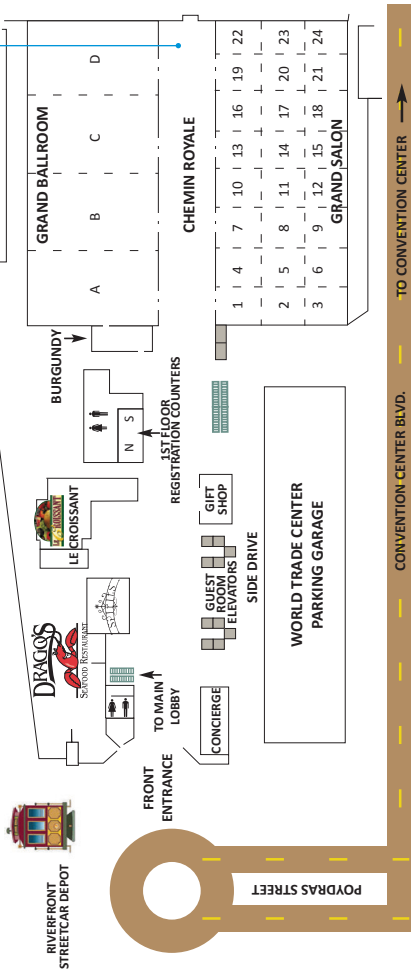 GRAND BALLROOM
A
B
C
D
CHEMIN ROYALE
1 4 7 10 13 16 19 22
2 5 8 11 14 17 20 23
3 6 9 12 15 18 21 24
GRAND SALON
BURGUNDY
N S
1ST FLOOR
REGISTRATION COUNTERS
LE CROISSANT
DRAGO'S
SEAFOOD RESTAURANT
TO MAIN
LOBBY
GIFT
SHOP
GUEST
ROOM
ELEVATORS
CONCIERGE
SIDE DRIVE
FRONT
ENTRANCE
WORLD TRADE CENTER
PARKING GARAGE
RIVERFRONT
STREETCAR DEPOT
POYDRAS STREET
CONVENTION CENTER BLVD.
TO CONVENTION CENTER